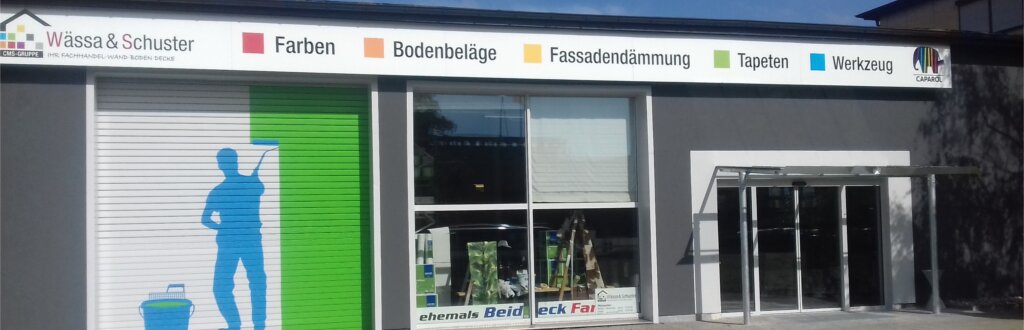 Wässa & Schuster
CMS-GRUPPE
IHR FACHHANDEL-WAND BODEN DECKE
Farben
Bodenbeläge
Fassadendämmung
Tapeten
Werkzeug
CAPAROL
Wässa & Schuster
ehemals Beid eck Far